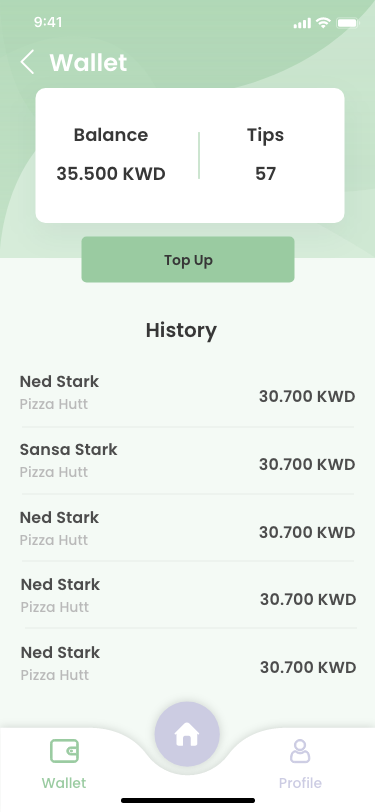 9:41
Wallet
Balance
Tips
35.500 KWD
57
Top Up
History
Ned Stark
Pizza Hutt
30.700 KWD
Sansa Stark
Pizza Hutt
30.700 KWD
Ned Stark
Pizza Hutt
30.700 KWD
Ned Stark
Pizza Hutt
30.700 KWD
Ned Stark
Pizza Hutt
30.700 KWD
Wallet
Profile